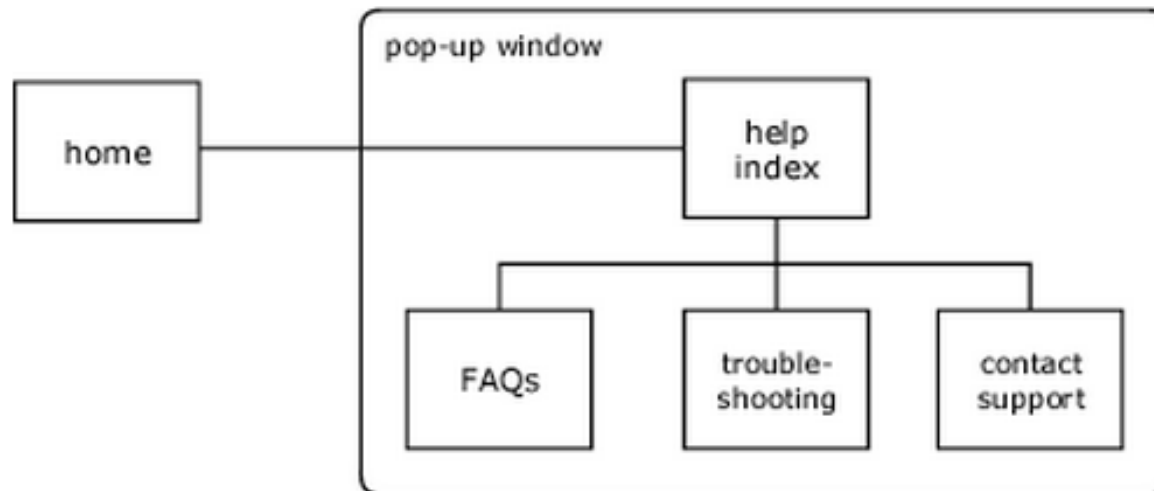 pop-up window
home
help
index
FAQs
trouble-
shooting
contact
support